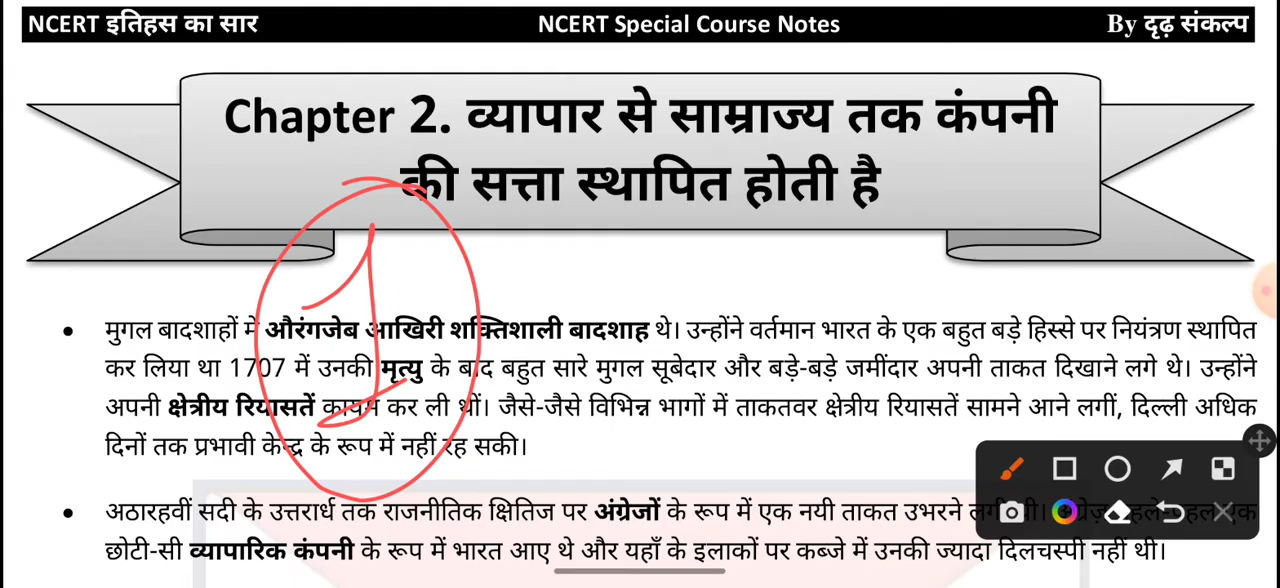 NCERT इतिहस का सार NCERT Special Course Notes By दृढ़ संकल्प
Chapter 2. व्यापार से साम्राज्य तक कंपनी
की सत्ता स्थापित होती है
1
• मुगल बादशाहों में औरंगजेब आखिरी शक्तिशाली बादशाह थे। उन्होंने वर्तमान भारत के एक बहुत बड़े हिस्से पर नियंत्रण स्थापित
कर लिया था 1707 में उनकी मृत्यु के बाद बहुत सारे मुगल सूबेदार और बड़े-बड़े जमींदार अपनी ताकत दिखाने लगे थे। उन्होंने
अपनी क्षेत्रीय रियासतें कायम कर ली थीं। जैसे-जैसे विभिन्न भागों में ताकतवर क्षेत्रीय रियासतें सामने आने लगीं, दिल्ली अधिक
दिनों तक प्रभावी केन्द्र के रूप में नहीं रह सकी।
• अठारहवीं सदी के उत्तरार्ध तक राजनीतिक क्षितिज पर अंग्रेजों के रूप में एक नयी ताकत उभरने एक
छोटी-सी व्यापारिक कंपनी के रूप में भारत आए थे और यहाँ के इलाकों पर कब्जे में उनकी ज्यादा दिलचस्पी नहीं थी।